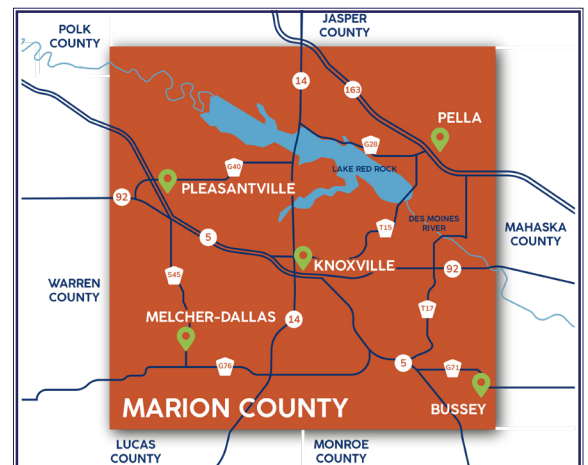 JASPER
COUNTY
POLK
COUNTY
14
163
PELLA
G28
G40
LAKE RED ROCK
PLEASANTVILLE
92
DES MOINES
RIVER
T15
MAHASKA
COUNTY
5
KNOXVILLE
92
S45
WARREN
COUNTY
T17
MELCHER-DALLAS
14
G76
5
G71
MARION COUNTY
BUSSEY
LUCAS
COUNTY
MONROE
COUNTY